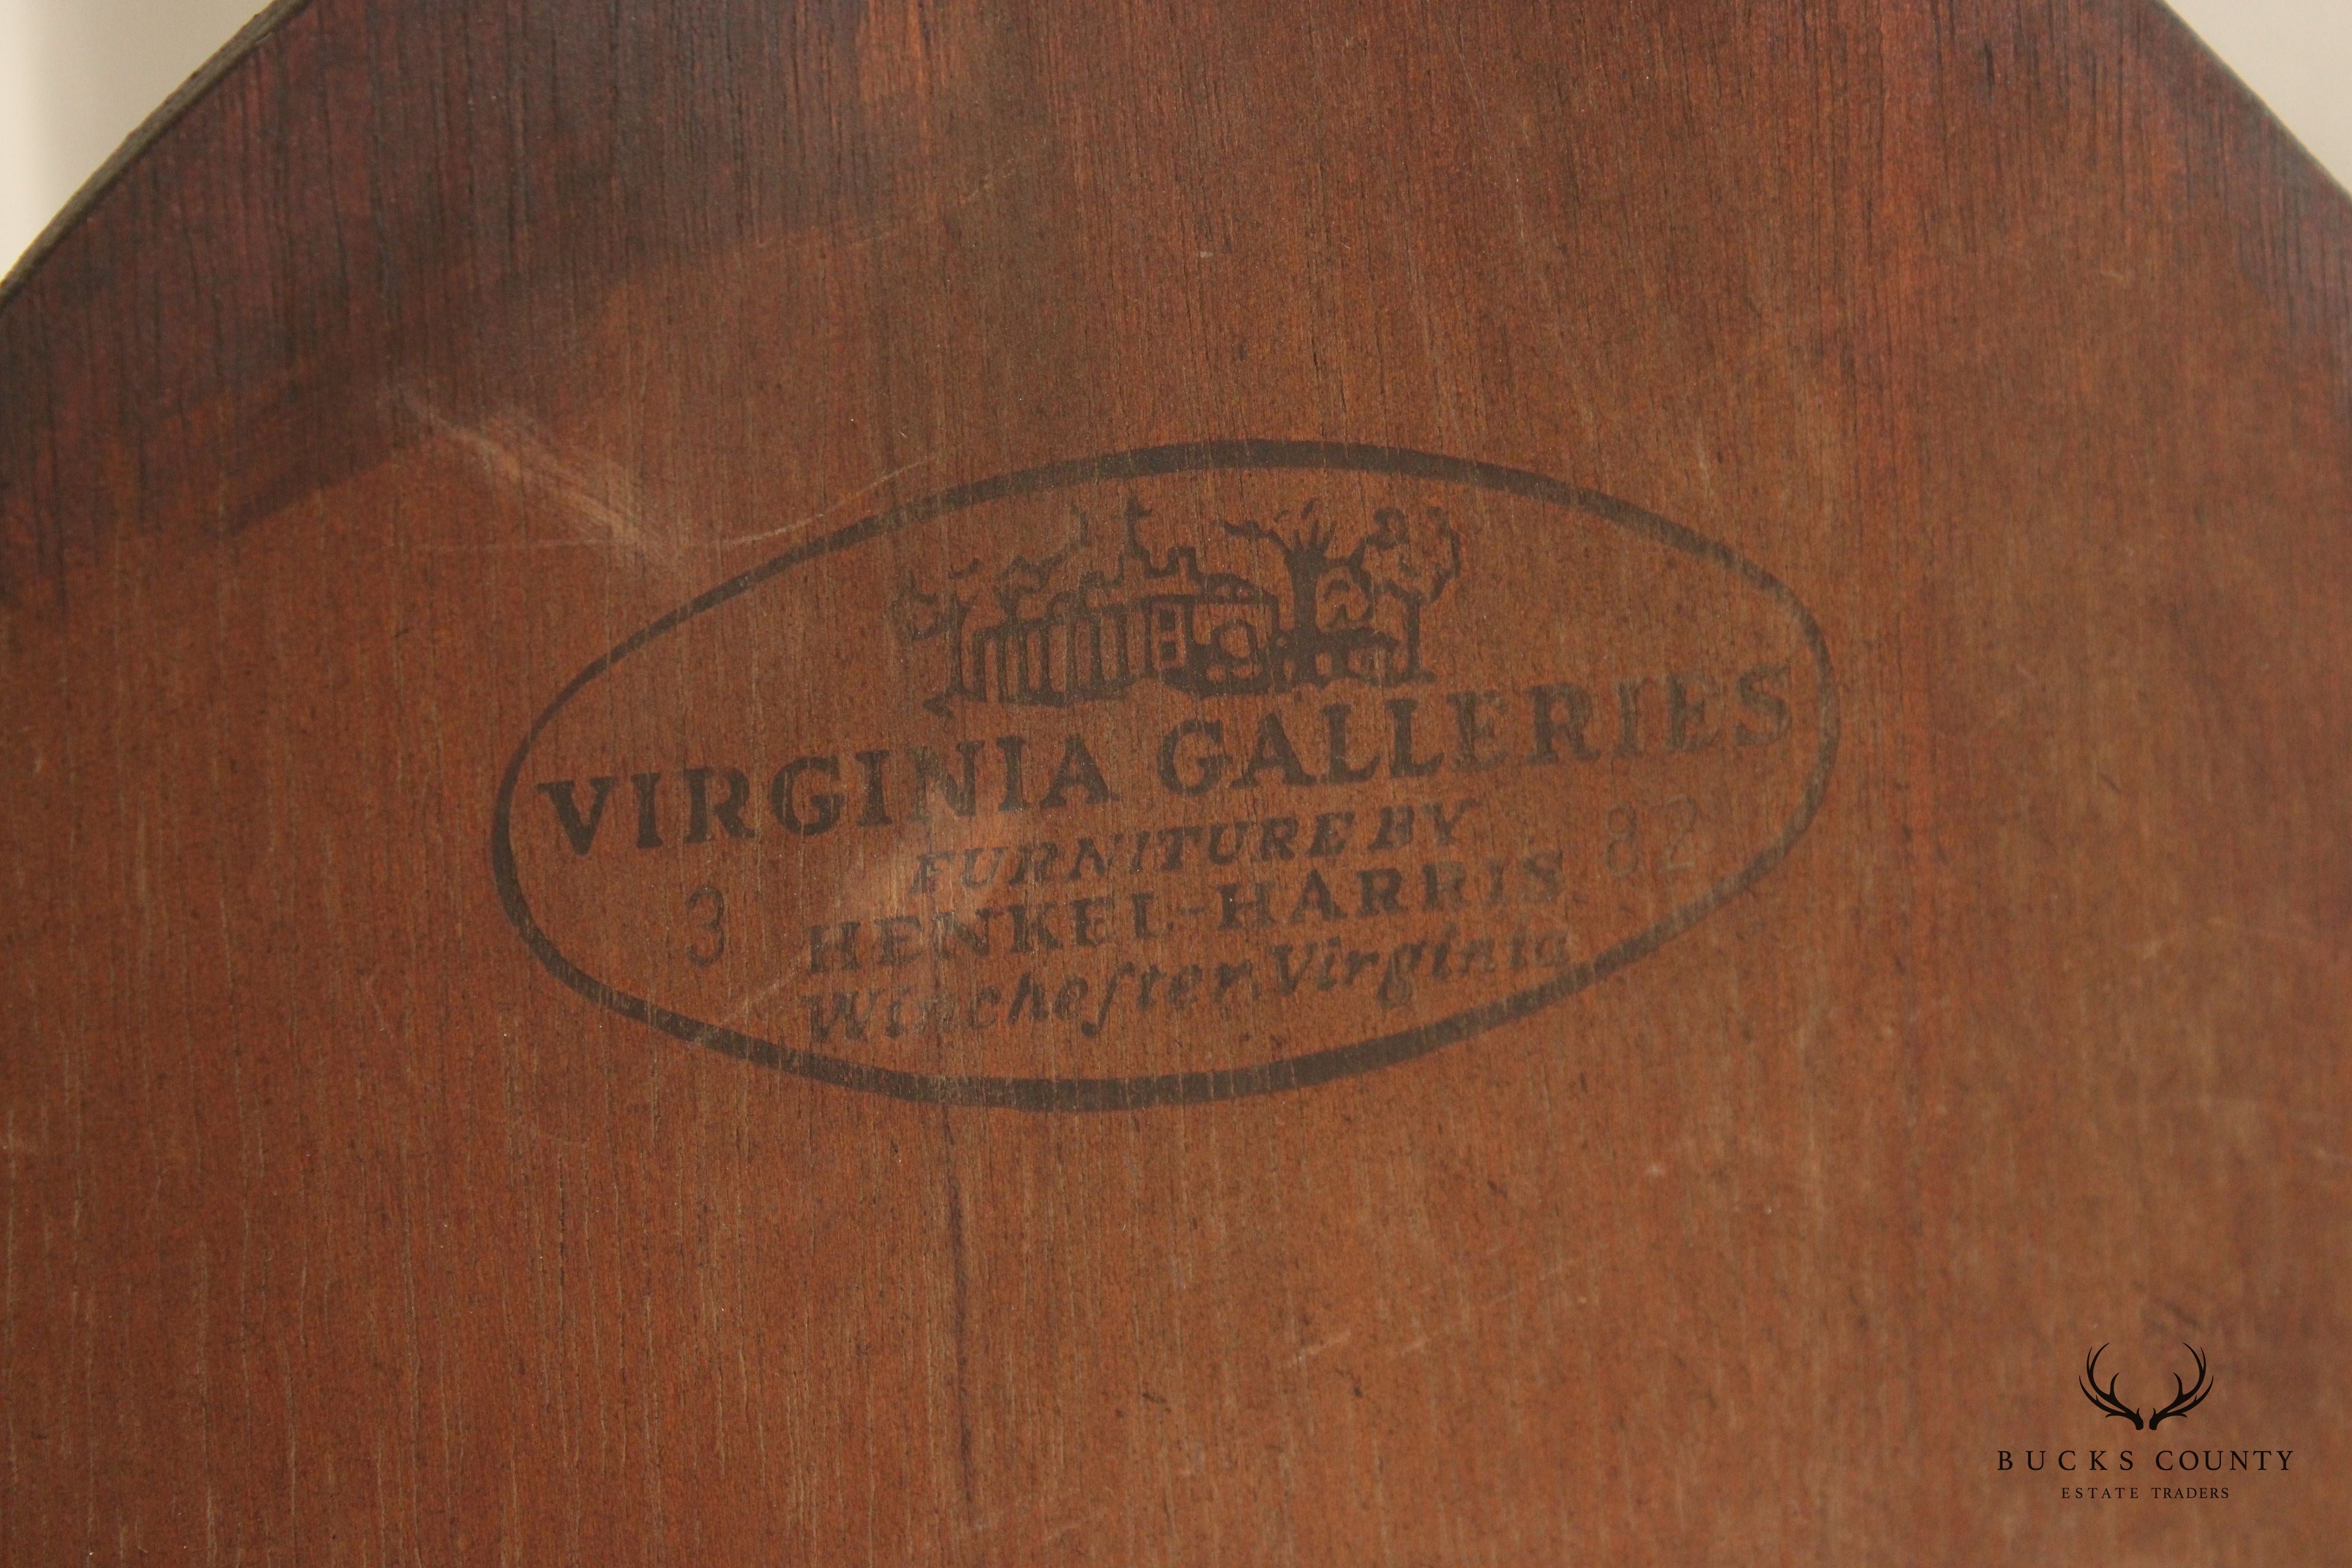 VIRGINIA GALLERIES
FURNITURE BY
3 HENKEL-HARRIS 82
Wincheſter, Virginia
BUCKS COUNTY
ESTATE TRADERS